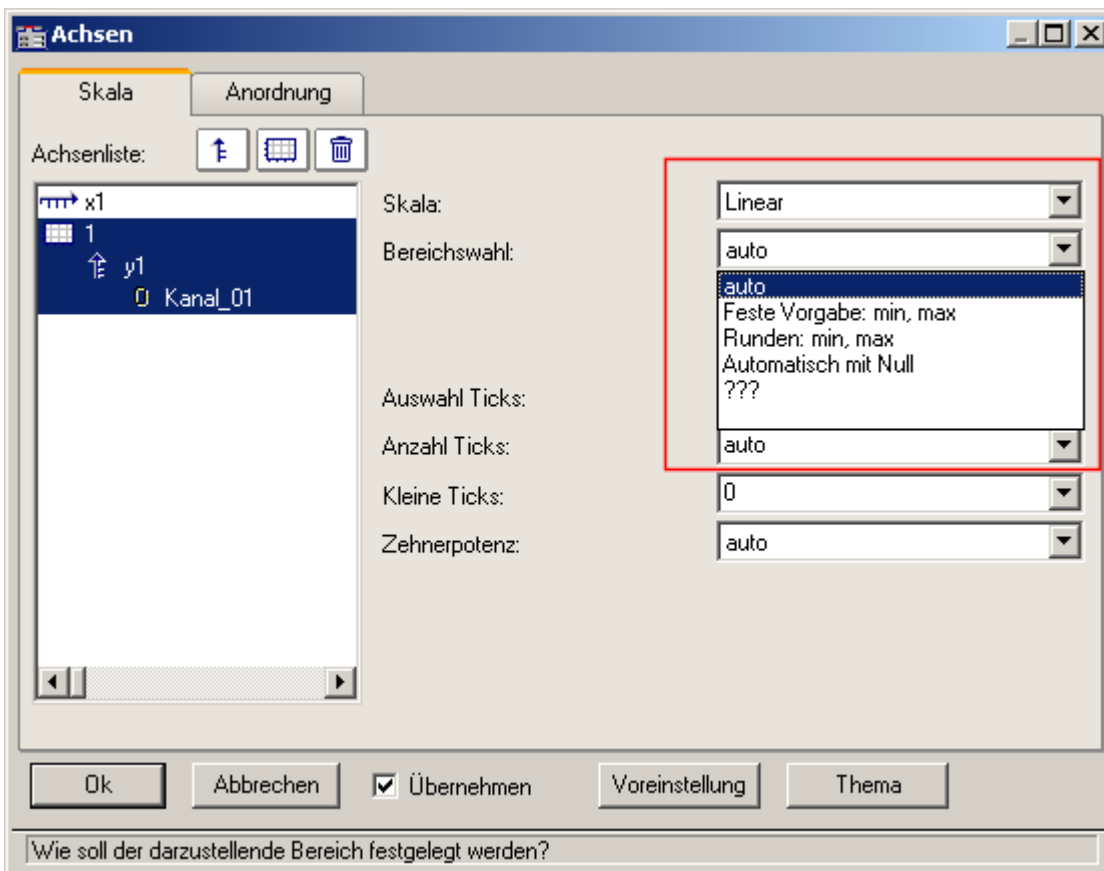 Achsen
Skala Anordnung
Achsenliste:
x1
1
y1
Kanal_01
Skala: Linear
Bereichswahl: auto
auto
Feste Vorgabe: min, max
Runden: min, max
Automatisch mit Null
???
Auswahl Ticks:
Anzahl Ticks: auto
Kleine Ticks: 0
Zehnerpotenz: auto
Ok Abbrechen Übernehmen Voreinstellung Thema
Wie soll der darzustellende Bereich festgelegt werden?